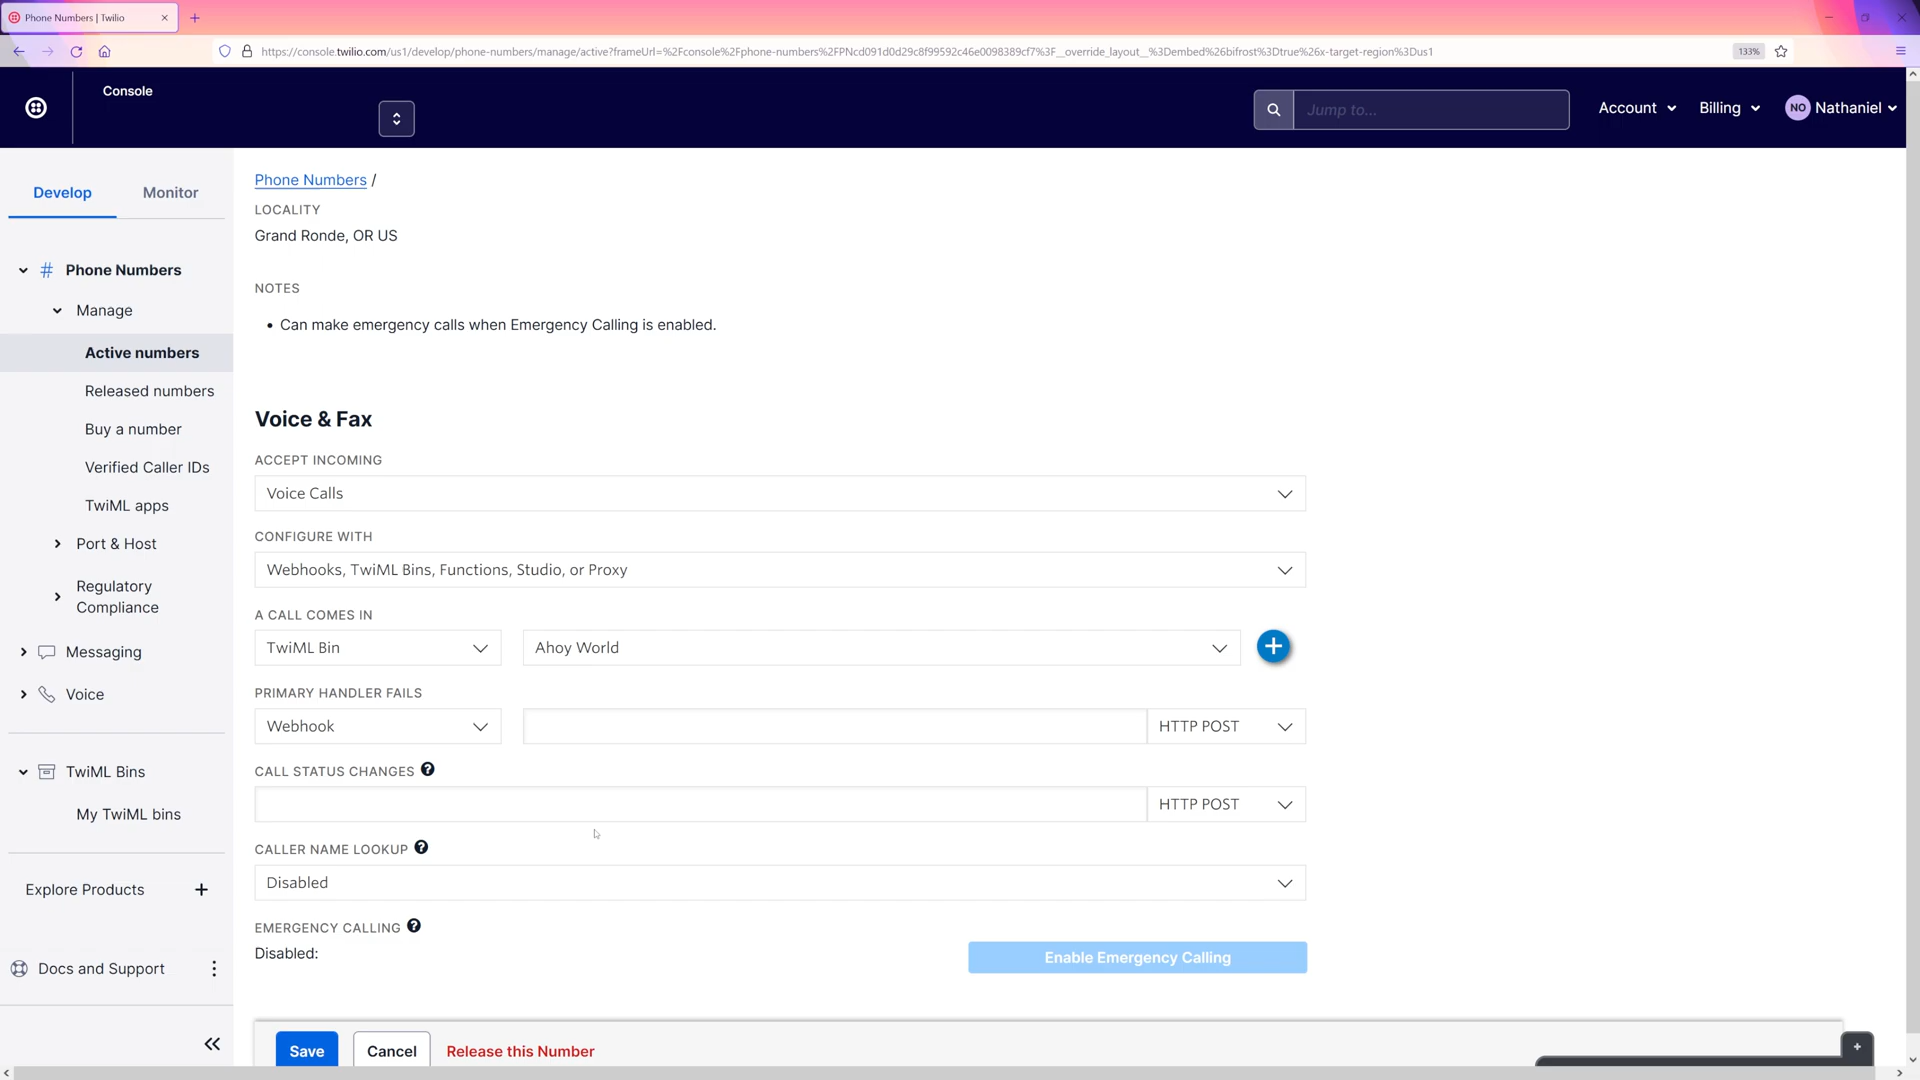 Phone Numbers | Twilio
https://console.twilio.com/us1/develop/phone-numbers/manage/active?frameUrl=%2Fconsole%2Fphone-numbers%2FPNcd091d0d29c8f99592c46e0098389cf7%3F__override_layout__%3Dembed%26bifrost%3Dtrue%26x-target-region%3Dus1
133%
Console
Jump to...
Account
Billing
NO
Nathaniel
Develop
Monitor
Phone Numbers
Manage
Active numbers
Released numbers
Buy a number
Verified Caller IDs
TwiML apps
Port & Host
Regulatory
Compliance
Messaging
Voice
TwiML Bins
My TwiML bins
Explore Products
Docs and Support
Phone Numbers /
LOCALITY
Grand Ronde, OR US
NOTES
• Can make emergency calls when Emergency Calling is enabled.
Voice & Fax
ACCEPT INCOMING
Voice Calls
CONFIGURE WITH
Webhooks, TwiML Bins, Functions, Studio, or Proxy
A CALL COMES IN
TwiML Bin
Ahoy World
PRIMARY HANDLER FAILS
Webhook
HTTP POST
CALL STATUS CHANGES
HTTP POST
CALLER NAME LOOKUP
Disabled
EMERGENCY CALLING
Disabled:
Enable Emergency Calling
Save
Cancel
Release this Number